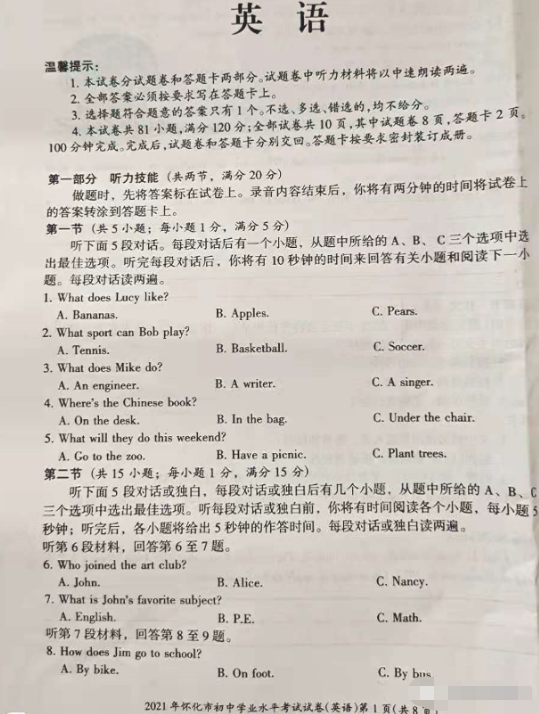 英 语
温馨提示：
1. 本试卷分试题卷和答题卡两部分。试题卷中听力材料将以中速朗读两遍。
2. 全部答案必须按要求写在答题卡上。
3. 选择题符合题意的答案只有1个。不选、多选、错选的，均不给分。
4. 本试卷共81小题，满分120分；全部试卷共10页，其中试题卷8页，答题卡2页。
100分钟完成。完成后，试题卷和答题卡分别交回。答题卡按要求密封装订成册。
第一部分 听力技能（共两节，满分20分）
做题时，先将答案标在试卷上。录音内容结束后，你将有两分钟的时间将试卷上
的答案转涂到答题卡上。
第一节（共5小题；每小题1分，满分5分）
听下面5段对话。每段对话后有一个小题，从题中所给的A、B、C三个选项中选
出最佳选项。听完每段对话后，你将有10秒钟的时间来回答有关小题和阅读下一小
题。每段对话读两遍。
1. What does Lucy like?
A. Bananas. B. Apples. C. Pears.
2. What sport can Bob play?
A. Tennis. B. Basketball. C. Soccer.
3. What does Mike do?
A. An engineer. B. A writer. C. A singer.
4. Where's the Chinese book?
A. On the desk. B. In the bag. C. Under the chair.
5. What will they do this weekend?
A. Go to the zoo. B. Have a picnic. C. Plant trees.
第二节（共15小题；每小题1分，满分15分）
听下面5段对话或独白，每段对话或独白后有几个小题，从题中所给的A、B、C
三个选项中选出最佳选项。听每段对话或独白前，你将有时间阅读各个小题，每小题5
秒钟；听完后，各小题将给出5秒钟的作答时间。每段对话或独白读两遍。
听第6段材料，回答第6至7题。
6. Who joined the art club?
A. John. B. Alice. C. Nancy.
7. What is John's favorite subject?
A. English. B. P.E. C. Math.
听第7段材料，回答第8至9题。
8. How does Jim go to school?
A. By bike. B. On foot. C. By bus.
2021年怀化市初中学业水平考试试卷（英语）第1页（共8页）